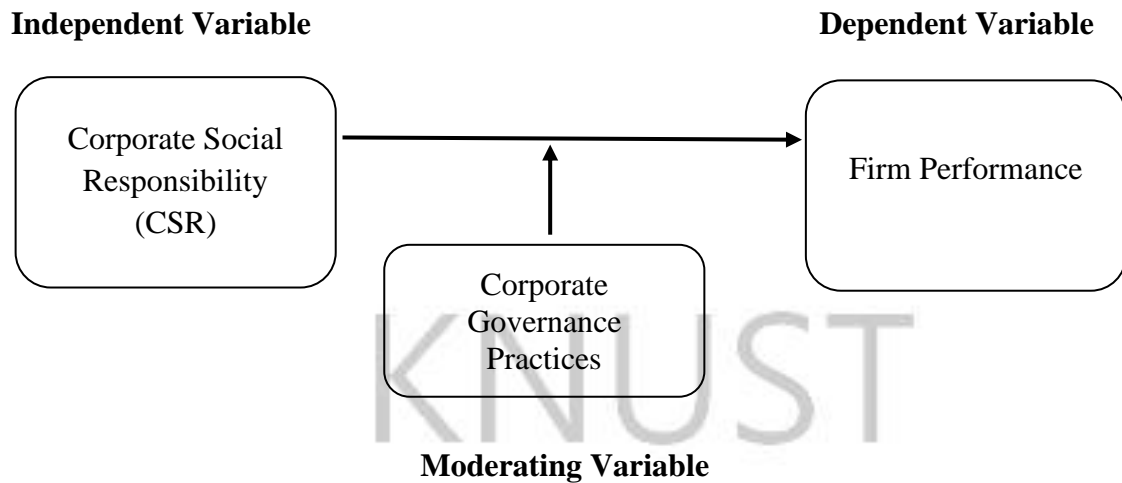 Independent Variable
Dependent Variable
Corporate Social
Responsibility
(CSR)
Firm Performance
Corporate
Governance
Practices
KNUST
Moderating Variable